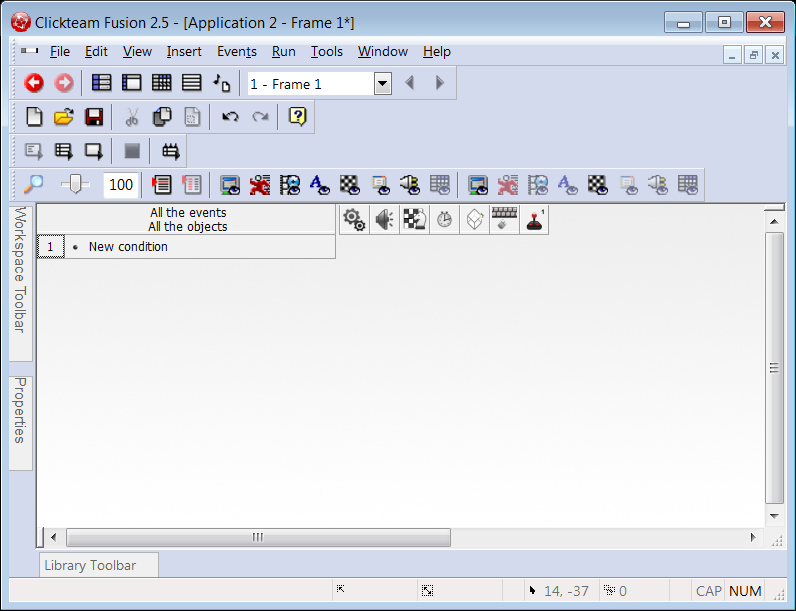 Clickteam Fusion 2.5 - [Application 2 - Frame 1*]
File Edit View Insert Events Run Tools Window Help
1 - Frame 1
100
All the events
All the objects
1
1 • New condition
Workspace Toolbar
Properties
Library Toolbar
14, -37 0 CAP NUM